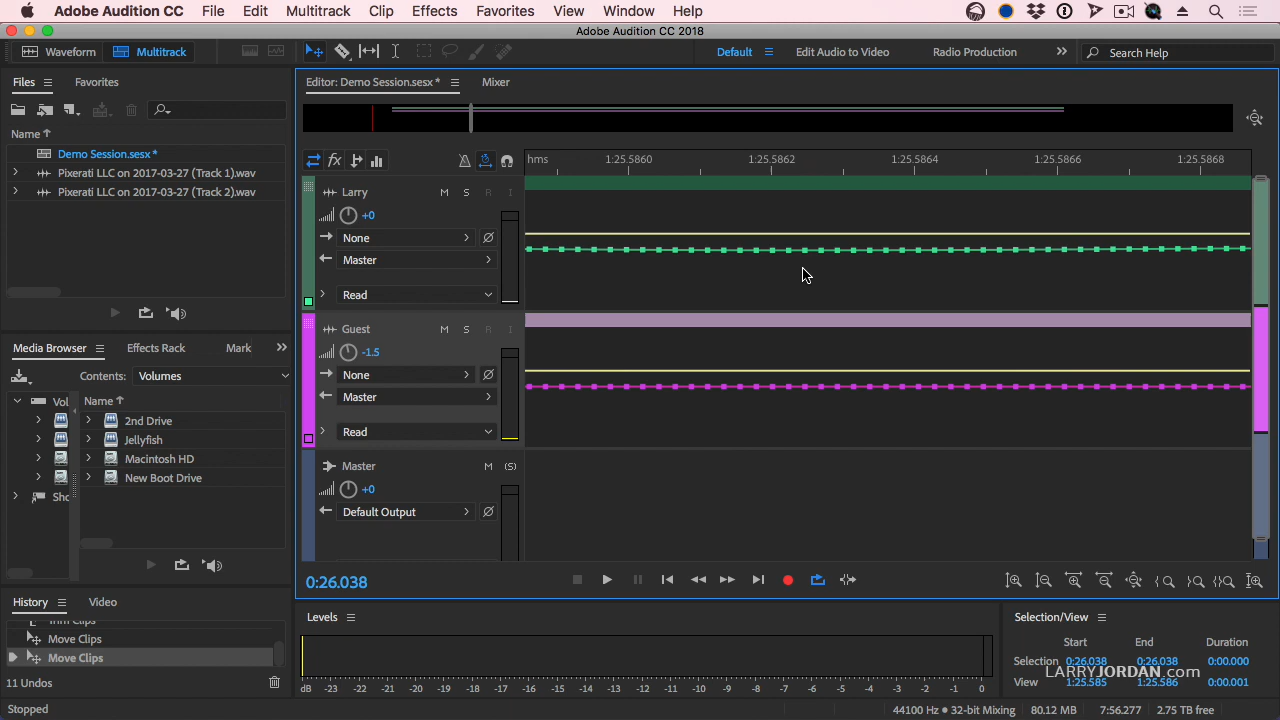 Adobe Audition CC File Edit Multitrack Clip Effects Favorites View Window Help
Adobe Audition CC 2018
Waveform Multitrack Default Edit Audio to Video Radio Production Search Help
Files Favorites
Editor: Demo Session.sesx * Mixer
Name
Demo Session.sesx *
Pixerati LLC on 2017-03-27 (Track 1).wav
Pixerati LLC on 2017-03-27 (Track 2).wav
fx hms 1:25.5860 1:25.5862 1:25.5864 1:25.5866 1:25.5868
Larry M S R I
+0
None
Master
Read
Guest M S R I
-1.5
None
Master
Read
Master M (S)
+0
Default Output
Media Browser Effects Rack Mark
Contents: Volumes
Vol Name
2nd Drive
Jellyfish
Macintosh HD
New Boot Drive
Sho
0:26.038
History Video
Trim Clips
Move Clips
Move Clips
11 Undos
Levels
dB -23 -22 -21 -20 -19 -18 -17 -16 -15 -14 -13 -12 -11 -10 -9 -8 -7 -6 -5 -4 -3 -2 -1 0
Selection/View
Start End Duration
Selection 0:26.038 0:26.038 0:00.000
LARRYJORDAN.com
View 1:25.585 1:25.586 0:00.001
Stopped 44100 Hz • 32-bit Mixing 80.12 MB 7:56.277 2.75 TB free